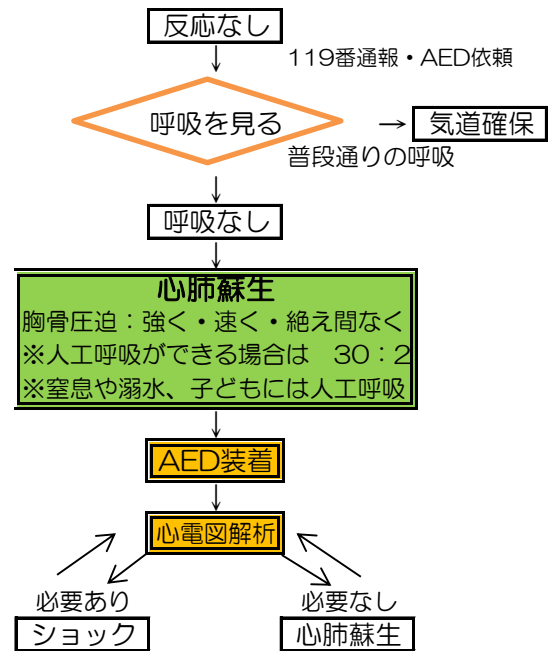 反応なし
119番通報・AED依頼
呼吸を見る
→ 気道確保
普段通りの呼吸
呼吸なし
心肺蘇生
胸骨圧迫：強く・速く・絶え間なく
※人工呼吸ができる場合は　30：2
※窒息や溺水、子どもには人工呼吸
AED装着
心電図解析
必要あり
必要なし
ショック
心肺蘇生